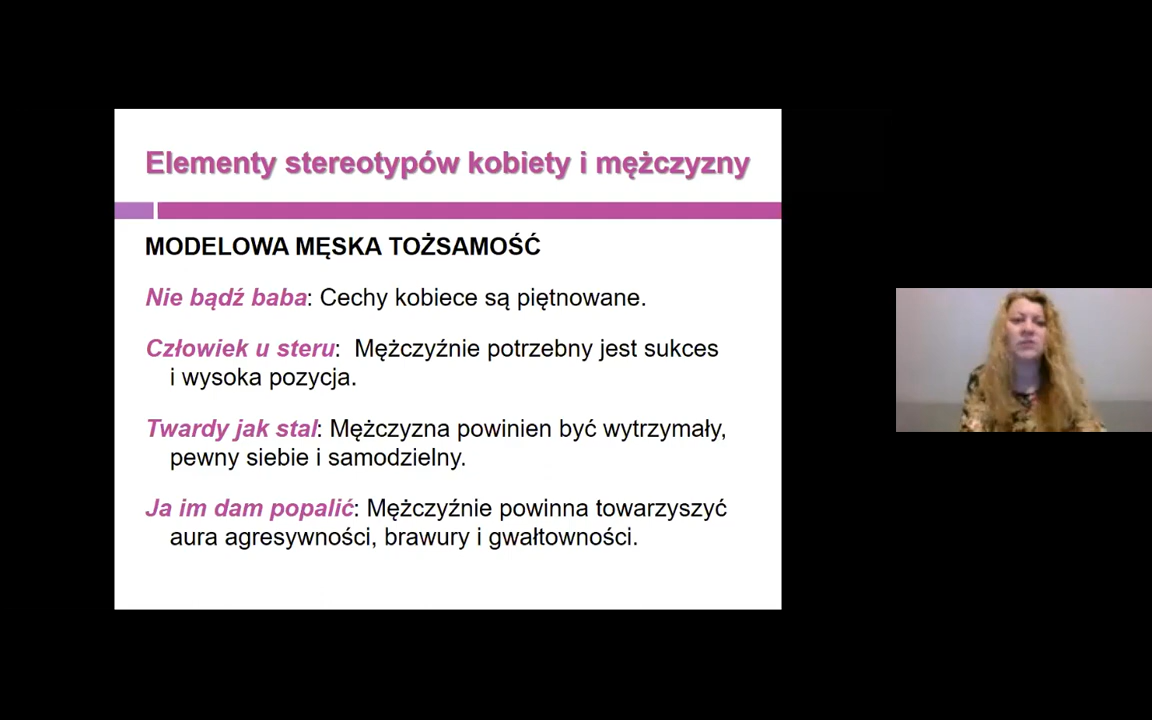 Elementy stereotypów kobiety i mężczyzny
MODELOWA MĘSKA TOŻSAMOŚĆ
Nie bądź baba: Cechy kobiece są piętnowane.
Człowiek u steru: Mężczyźnie potrzebny jest sukces
i wysoka pozycja.
Twardy jak stal: Mężczyzna powinien być wytrzymały,
pewny siebie i samodzielny.
Ja im dam popalić: Mężczyźnie powinna towarzyszyć
aura agresywności, brawury i gwałtowności.